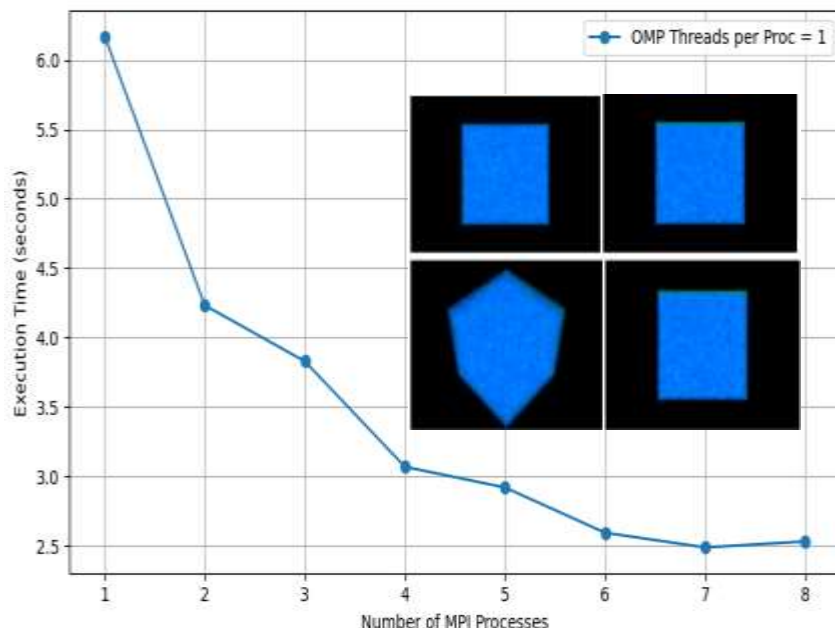 OMP Threads per Proc = 1
6.0
5.5
5.0
4.5
4.0
3.5
3.0
2.5
Execution Time (seconds)
1 2 3 4 5 6 7 8
Number of MPI Processes